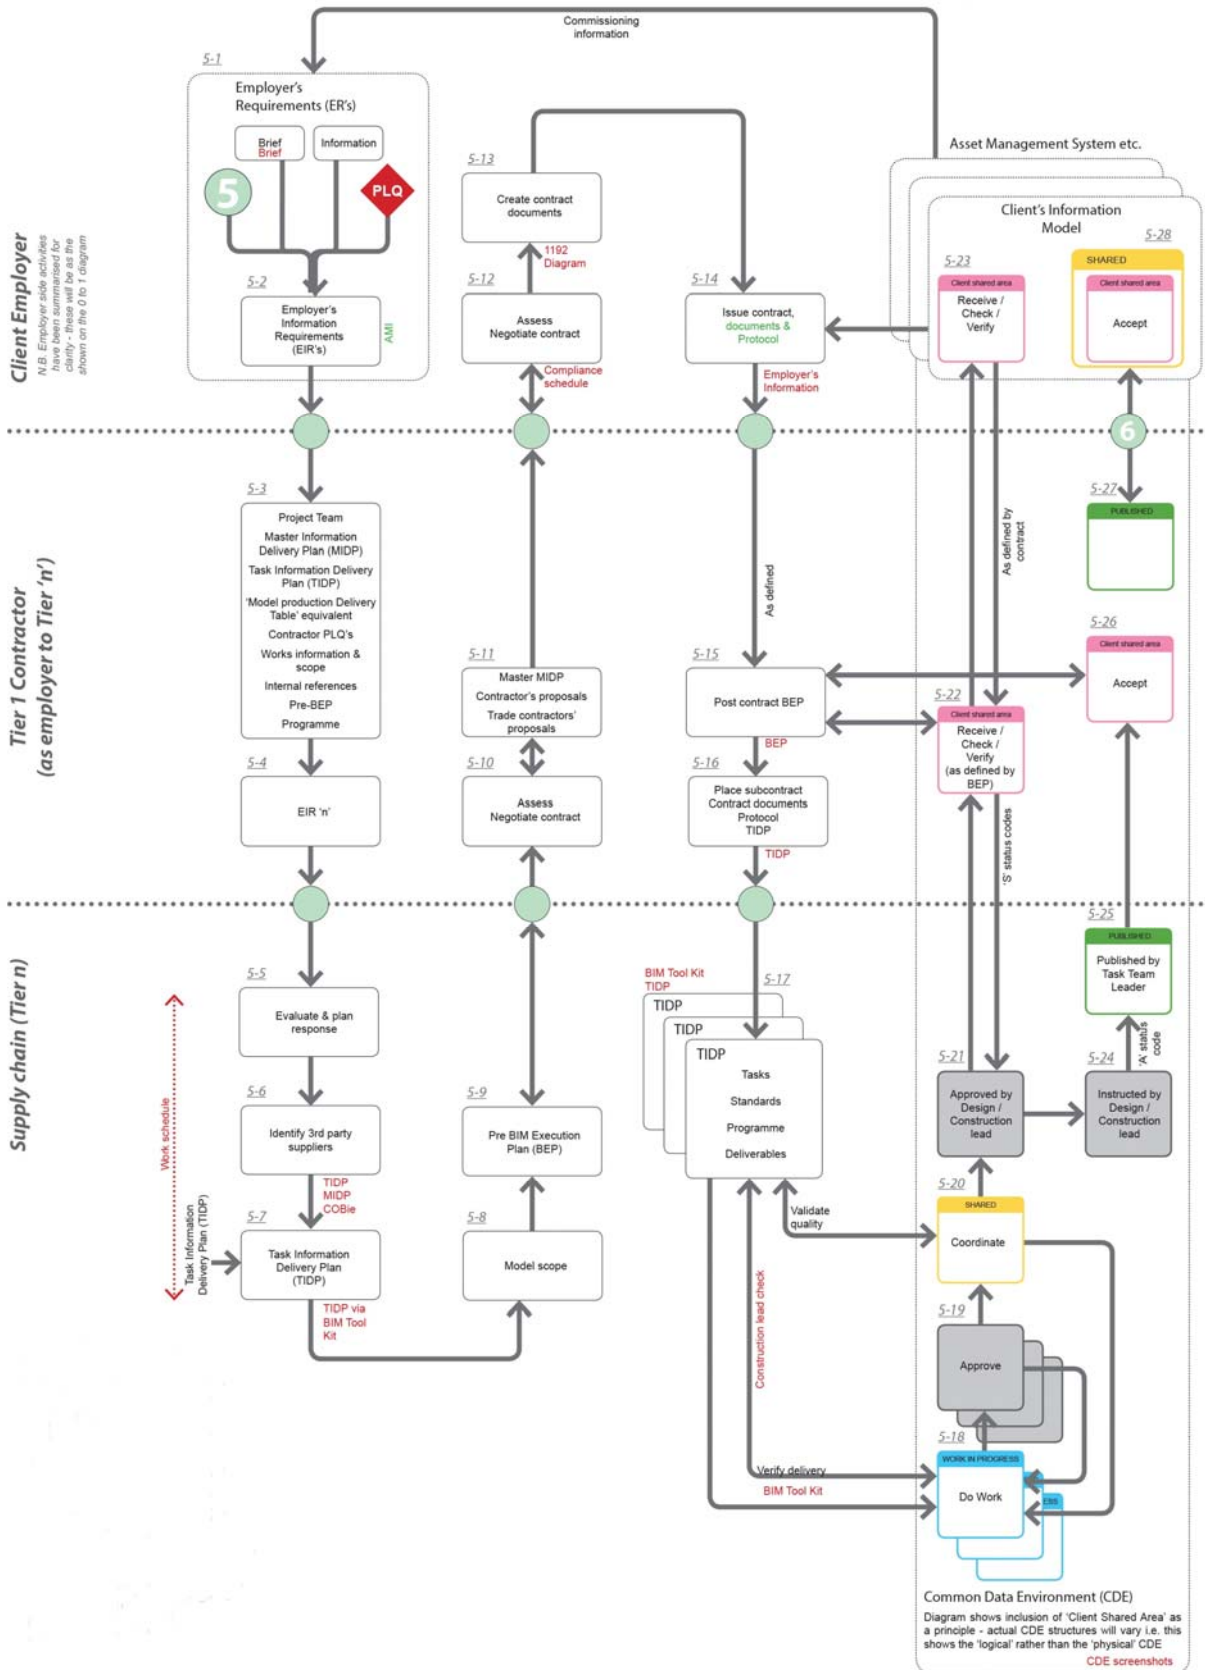 Commissioning
information
5-1
Employer's
Requirements (ER's)
Brief
Brief
Information
5
PLQ
5-2
Employer's
Information
Requirements
(EIR's)
AMI
Client Employer
N.B. Employer side activities
have been summarised for
clarity - these will be as the
shown on the 0 to 1 diagram
5-13
Create contract
documents
1192
Diagram
5-12
Assess
Negotiate contract
Compliance
schedule
5-14
Issue contract,
documents &
Protocol
Employer's
Information
Asset Management System etc.
Client's Information
Model
5-23
Client shared area
Receive /
Check /
Verify
5-28
SHARED
Client shared area
Accept
6
Tier 1 Contractor
(as employer to Tier 'n')
5-3
Project Team
Master Information
Delivery Plan (MIDP)
Task Information Delivery
Plan (TIDP)
'Model production Delivery
Table' equivalent
Contractor PLQ's
Works information &
scope
Internal references
Pre-BEP
Programme
5-4
EIR 'n'
5-11
Master MIDP
Contractor's proposals
Trade contractors'
proposals
5-10
Assess
Negotiate contract
As defined
5-15
Post contract BEP
BEP
5-16
Place subcontract
Contract documents
Protocol
TIDP
TIDP
As defined by
contract
5-22
Client shared area
Receive /
Check /
Verify
(as defined by
BEP)
'S' status codes
5-27
PUBLISHED
5-26
Client shared area
Accept
Supply chain (Tier n)
5-5
Evaluate & plan
response
5-6
Identify 3rd party
suppliers
TIDP
MIDP
COBie
5-7
Task Information
Delivery Plan
(TIDP)
TIDP via
BIM Tool
Kit
Work schedule
Task Information
Delivery Plan (TIDP)
5-9
Pre BIM Execution
Plan (BEP)
5-8
Model scope
BIM Tool Kit
TIDP
5-17
TIDP
TIDP
TIDP
Tasks
Standards
Programme
Deliverables
Validate
quality
Construction lead check
Verify delivery
BIM Tool Kit
5-25
PUBLISHED
Published by
Task Team
Leader
'A' status
code
5-21
Approved by
Design /
Construction
lead
5-24
Instructed by
Design /
Construction
lead
5-20
SHARED
Coordinate
5-19
Approve
5-18
WORK IN PROGRESS
Do Work
ESS
Common Data Environment (CDE)
Diagram shows inclusion of 'Client Shared Area' as
a principle - actual CDE structures will vary i.e. this
shows the 'logical' rather than the 'physical' CDE
CDE screenshots